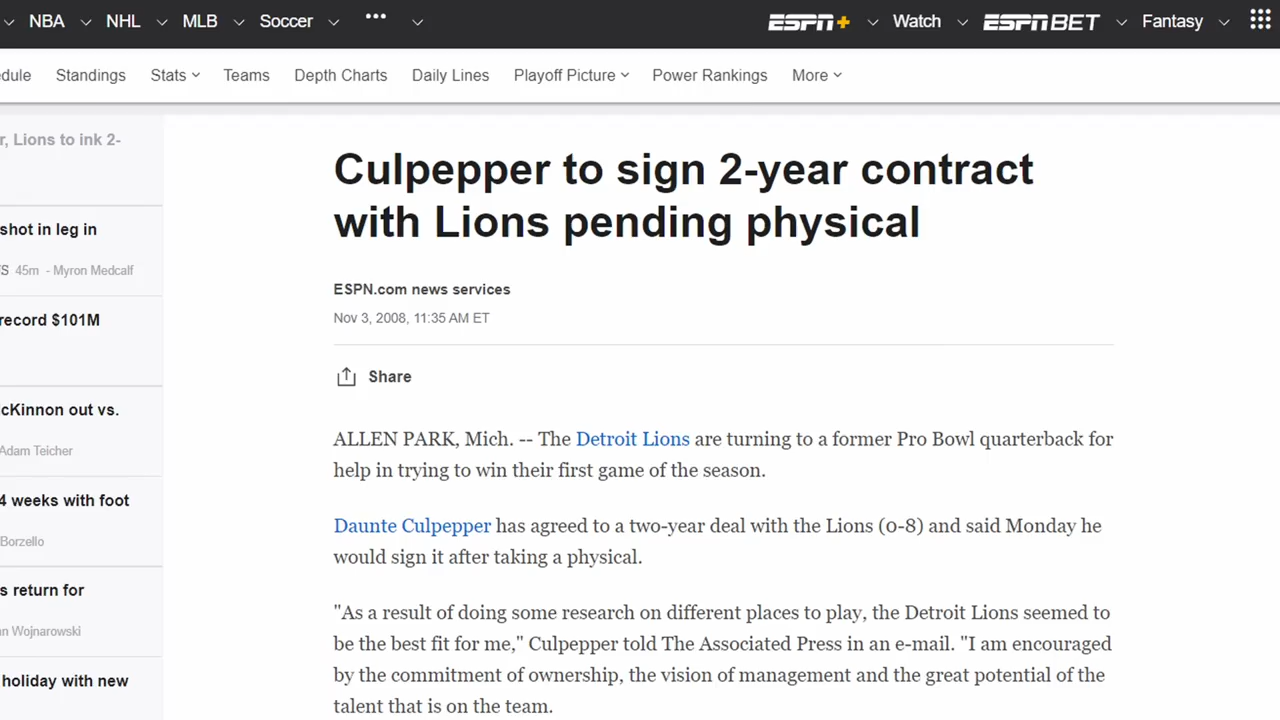 NBA NHL MLB Soccer ••• ESPN+ Watch ESPN BET Fantasy
edule Standings Stats Teams Depth Charts Daily Lines Playoff Picture Power Rankings More
r, Lions to ink 2-
shot in leg in
S 45m - Myron Medcalf
record $101M
cKinnon out vs.
Adam Teicher
4 weeks with foot
Borzello
s return for
n Wojnarowski
holiday with new
Culpepper to sign 2-year contract
with Lions pending physical
ESPN.com news services
Nov 3, 2008, 11:35 AM ET
Share
ALLEN PARK, Mich. -- The Detroit Lions are turning to a former Pro Bowl quarterback for
help in trying to win their first game of the season.
Daunte Culpepper has agreed to a two-year deal with the Lions (0-8) and said Monday he
would sign it after taking a physical.
"As a result of doing some research on different places to play, the Detroit Lions seemed to
be the best fit for me," Culpepper told The Associated Press in an e-mail. "I am encouraged
by the commitment of ownership, the vision of management and the great potential of the
talent that is on the team.